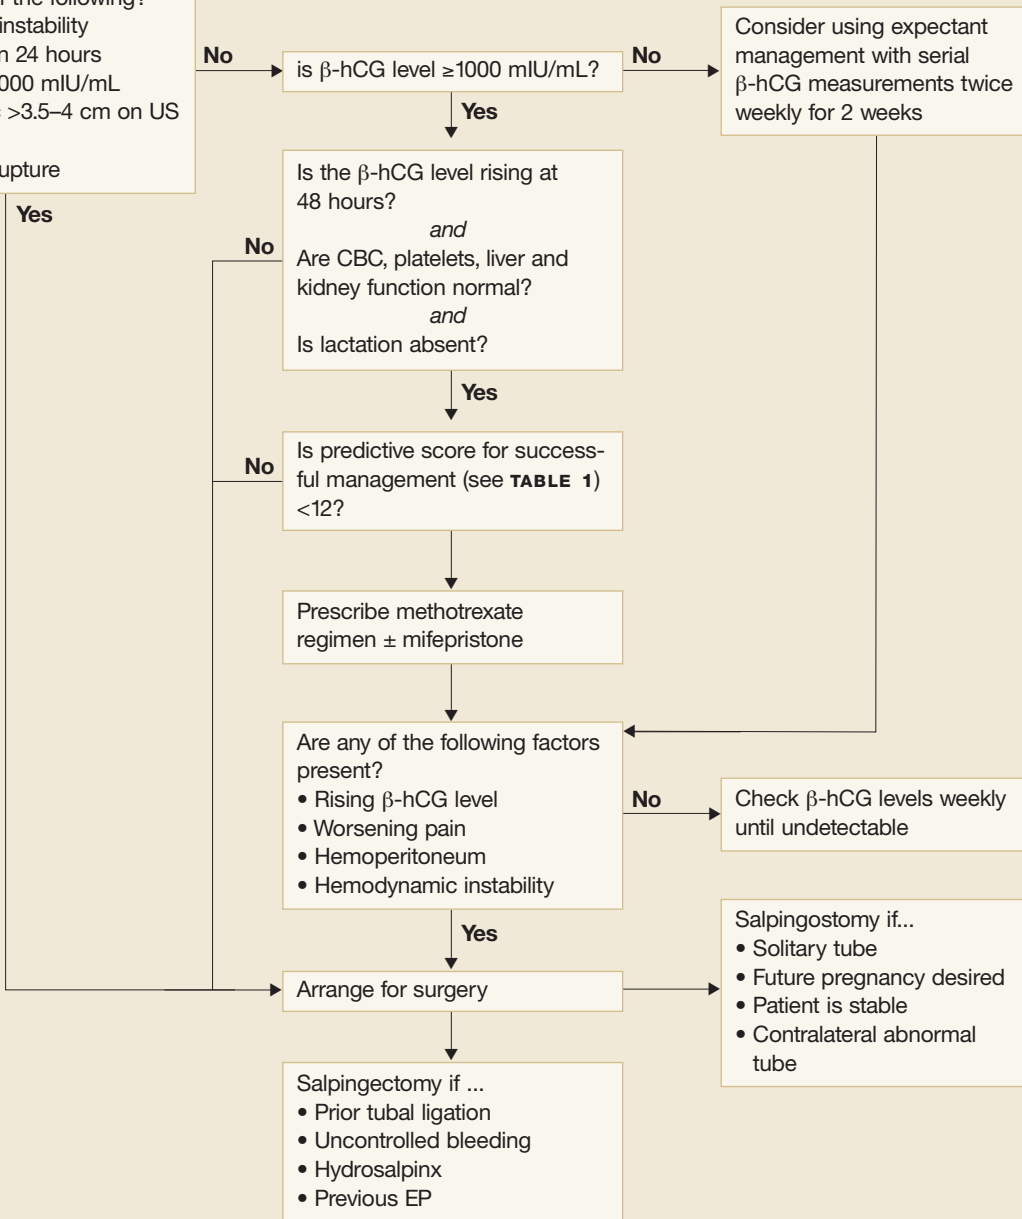 the following?
instability
24 hours
000 mIU/mL
>3.5–4 cm on US
upture
No
Yes
is β-hCG level ≥1000 mIU/mL?
No
Consider using expectant
management with serial
β-hCG measurements twice
weekly for 2 weeks
Yes
Is the β-hCG level rising at
48 hours?
and
Are CBC, platelets, liver and
kidney function normal?
and
Is lactation absent?
No
Yes
Is predictive score for success-
ful management (see TABLE 1)
<12?
No
Prescribe methotrexate
regimen ± mifepristone
Are any of the following factors
present?
• Rising β-hCG level
• Worsening pain
• Hemoperitoneum
• Hemodynamic instability
No
Check β-hCG levels weekly
until undetectable
Yes
Arrange for surgery
Salpingostomy if...
• Solitary tube
• Future pregnancy desired
• Patient is stable
• Contralateral abnormal
tube
Salpingectomy if ...
• Prior tubal ligation
• Uncontrolled bleeding
• Hydrosalpinx
• Previous EP